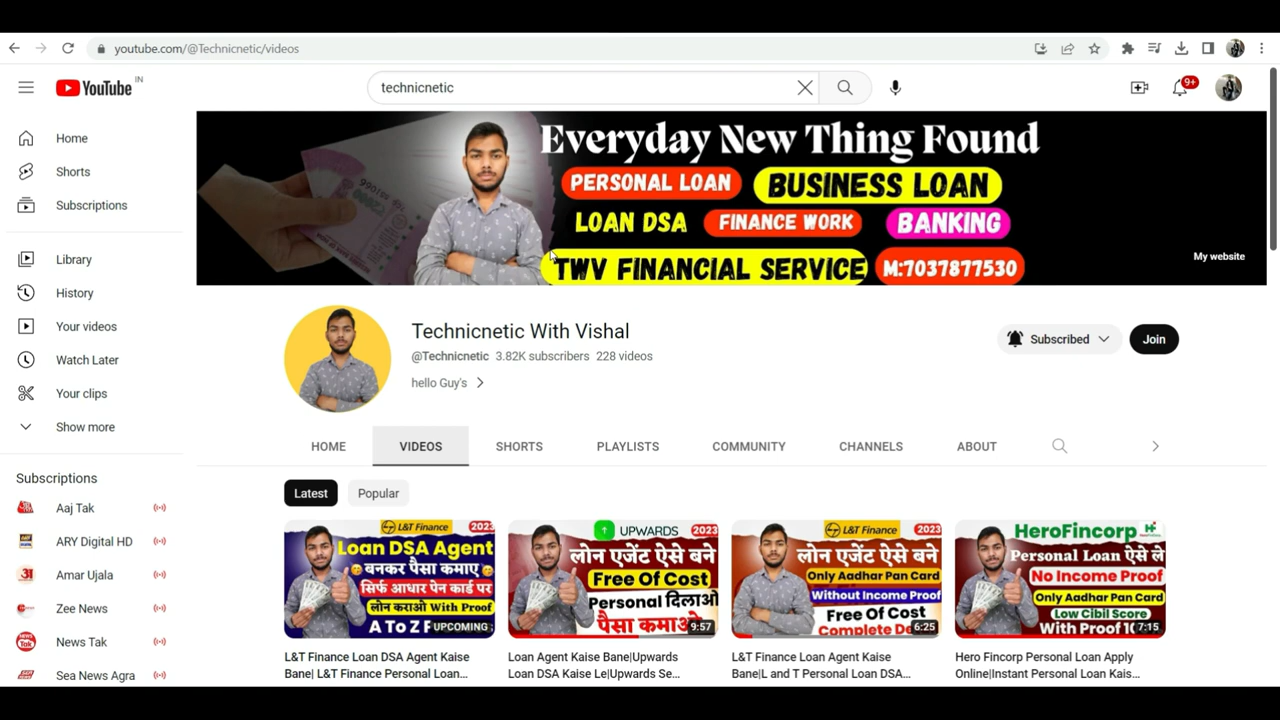 youtube.com/@Technicnetic/videos
YouTube IN
technicnetic
9+
Home
Shorts
Subscriptions
Library
History
Your videos
Watch Later
Your clips
Show more
Subscriptions
Aaj Tak
ARY Digital HD
Amar Ujala
Zee News
News Tak
Sea News Agra
Everyday New Thing Found
PERSONAL LOAN BUSINESS LOAN
LOAN DSA FINANCE WORK BANKING
TWV FINANCIAL SERVICE M:7037877530
My website
Technicnetic With Vishal
@Technicnetic 3.82K subscribers 228 videos
hello Guy's
Subscribed
Join
HOME VIDEOS SHORTS PLAYLISTS COMMUNITY CHANNELS ABOUT
Latest Popular
L&T Finance 2023
Loan DSA Agent
बनकर पैसा कमाए
सिर्फ आधार पेन कार्ड पर
लोन कराओ With Proof
A To Z
UPCOMING
L&T Finance Loan DSA Agent Kaise
Bane| L&T Finance Personal Loan...
UPWARDS 2023
लोन एजेंट ऐसे बने
Free Of Cost
Personal दिलाओ
पैसा
9:57
Loan Agent Kaise Bane|Upwards
Loan DSA Kaise Le|Upwards Se...
L&T Finance 2023
लोन एजेंट ऐसे बने
Only Aadhar Pan Card
Without Income Proof
Free Of Cost
Complete
6:25
L&T Finance Loan Agent Kaise
Bane|L and T Personal Loan DSA...
HeroFincorp
Personal Loan ऐसे ले
No Income Proof
Only Aadhar Pan Card
Low Cibil Score
With Proof
7:15
Hero Fincorp Personal Loan Apply
Online|Instant Personal Loan Kais...